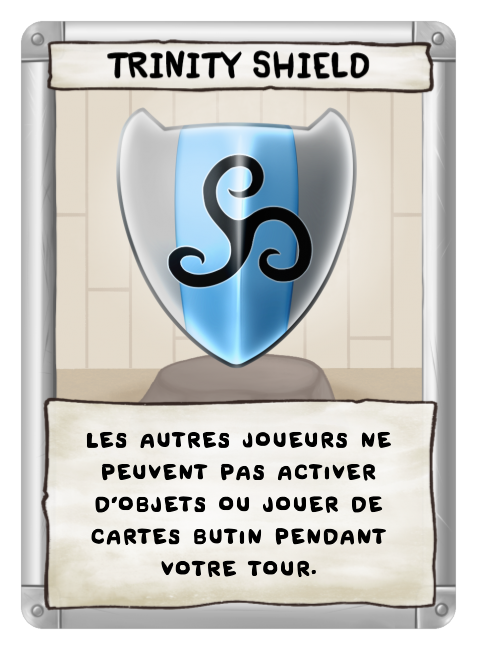 TRINITY SHIELD
LES AUTRES JOUEURS NE
PEUVENT PAS ACTIVER
D'OBJETS OU JOUER DE
CARTES BUTIN PENDANT
VOTRE TOUR.